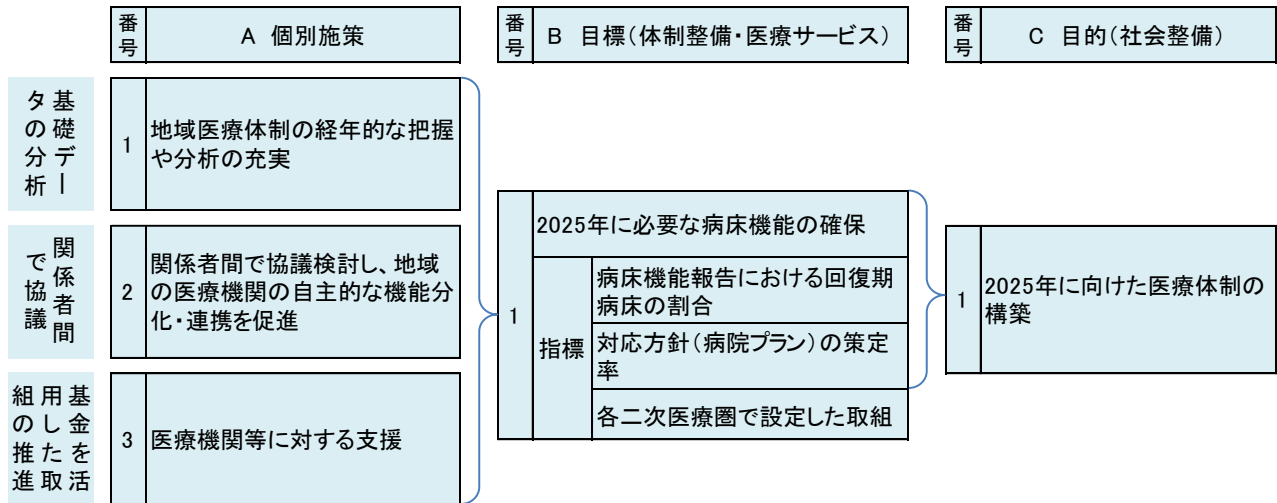 番号
A 個別施策
番号
B 目標(体制整備・医療サービス)
番号
C 目的(社会整備)
基礎デー
タの分析
1
地域医療体制の経年的な把握
や分析の充実
関係者間
で協議
2
関係者間で協議検討し、地域
の医療機関の自主的な機能分
化・連携を促進
基金を活
用した取
組の推進
3
医療機関等に対する支援
1
2025年に必要な病床機能の確保
指標
病床機能報告における回復期
病床の割合
対応方針(病院プラン)の策定
率
各二次医療圏で設定した取組
1
2025年に向けた医療体制の
構築